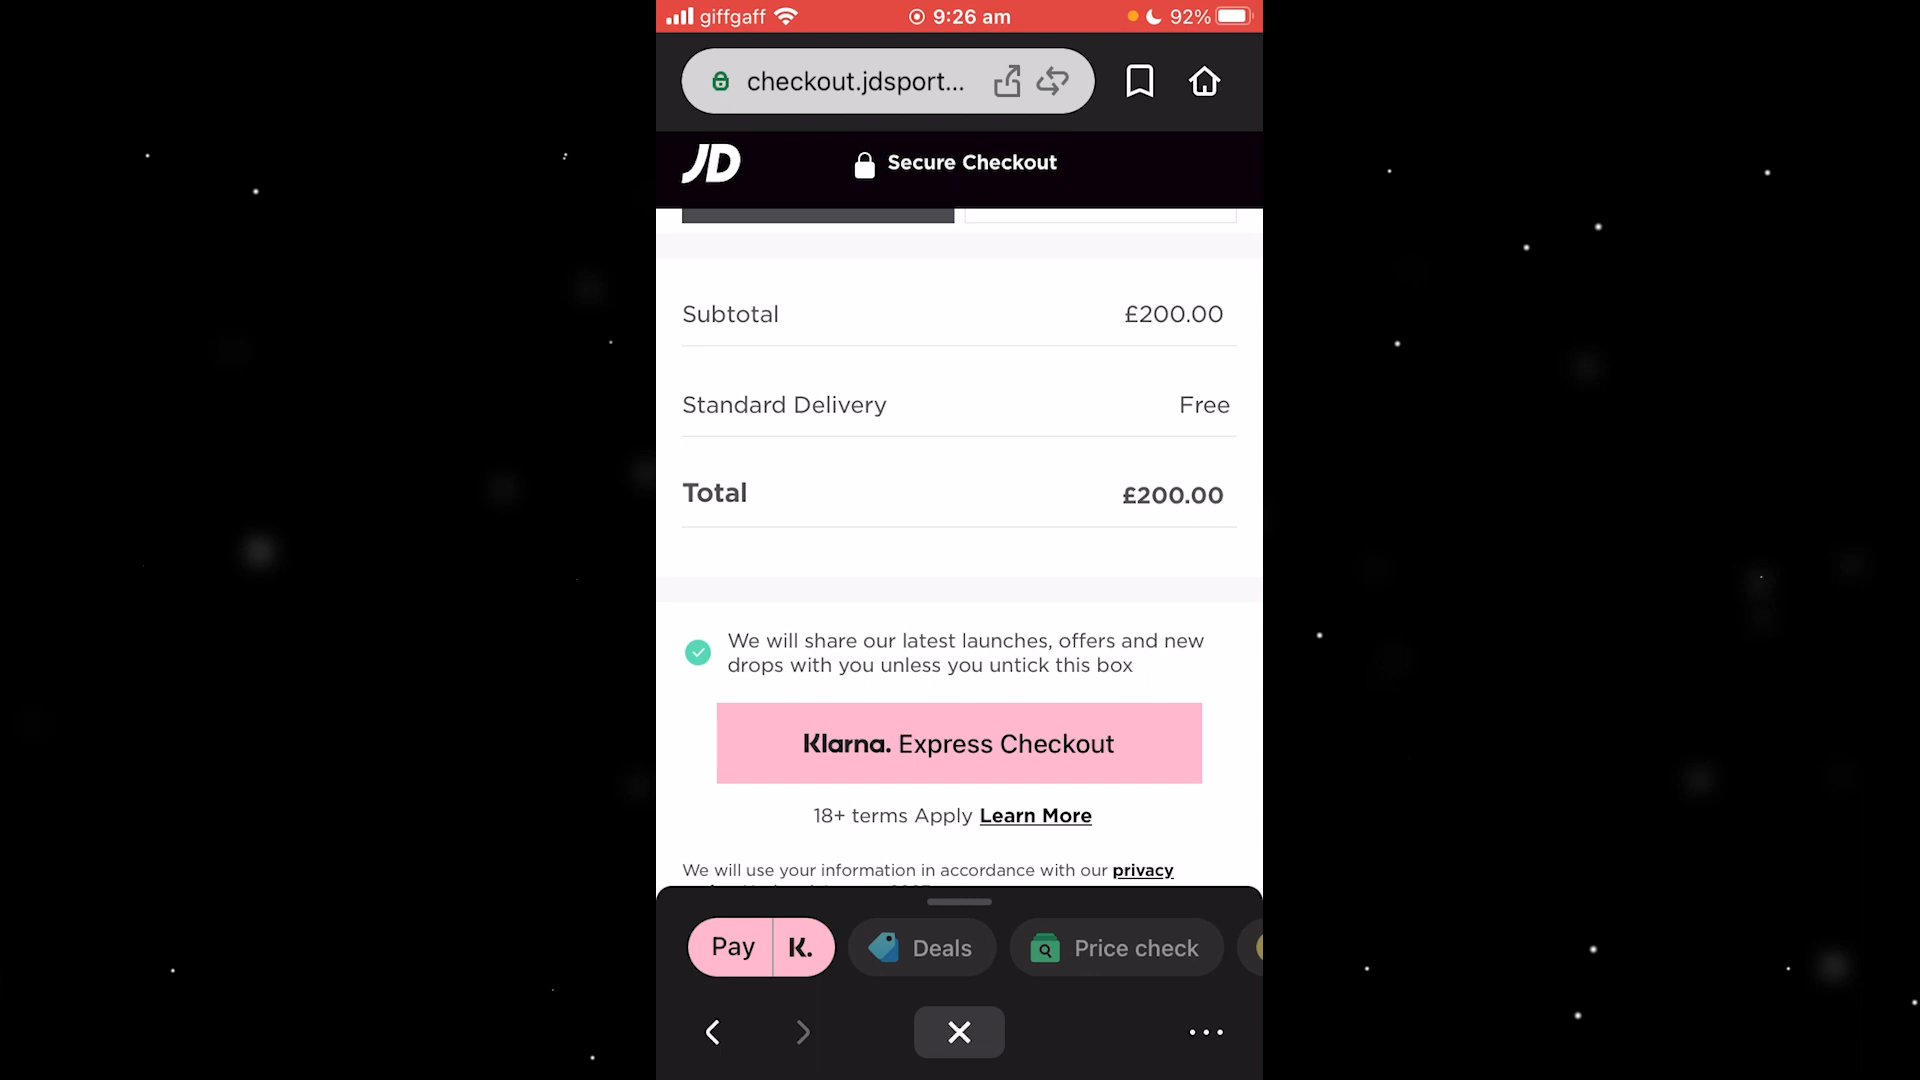 giffgaff 9:26 am 92%
checkout.jdsport...
JD Secure Checkout
Subtotal £200.00
Standard Delivery Free
Total £200.00
We will share our latest launches, offers and new
drops with you unless you untick this box
Klarna. Express Checkout
18+ terms Apply Learn More
We will use your information in accordance with our privacy
Pay K. Deals Price check